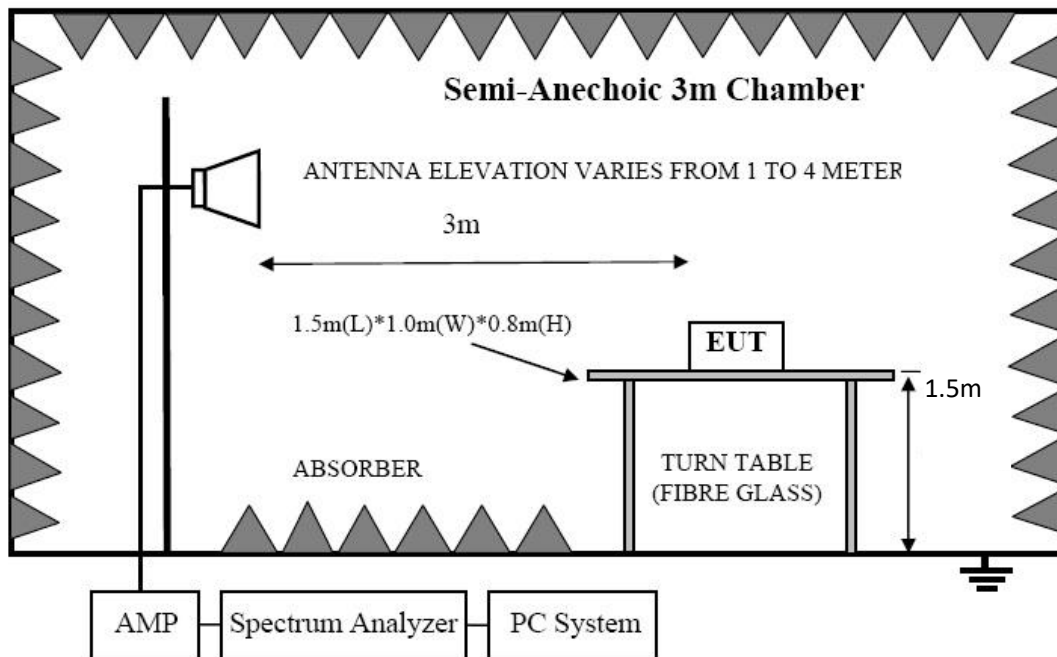 Semi-Anechoic 3m Chamber
ANTENNA ELEVATION VARIES FROM 1 TO 4 METER
3m
1.5m(L)*1.0m(W)*0.8m(H)
EUT
1.5m
ABSORBER
TURN TABLE
(FIBRE GLASS)
AMP
Spectrum Analyzer
PC System